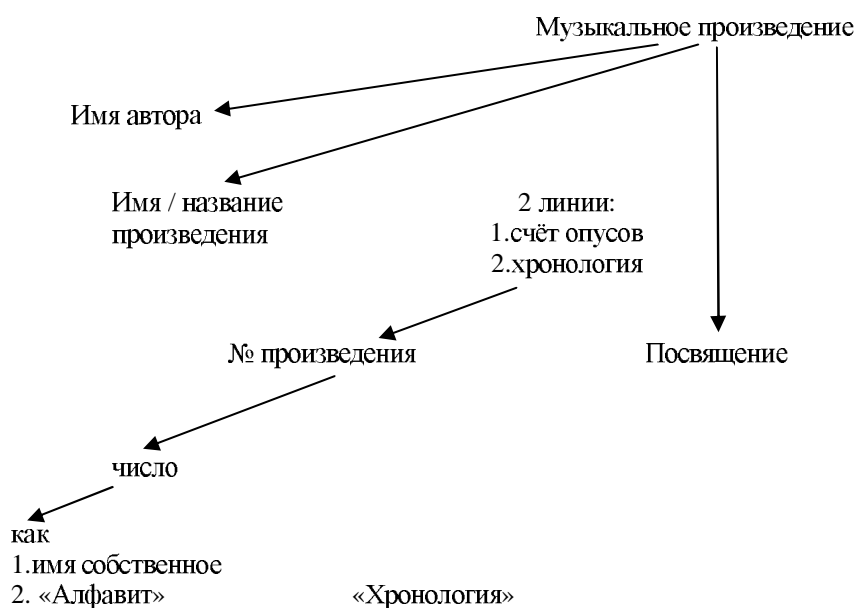 Музыкальное произведение
Имя автора
Имя / название
произведения
2 линии:
1.счёт опусов
2.хронология
№ произведения
Посвящение
число
как
1.имя собственное
2. «Алфавит» «Хронология»